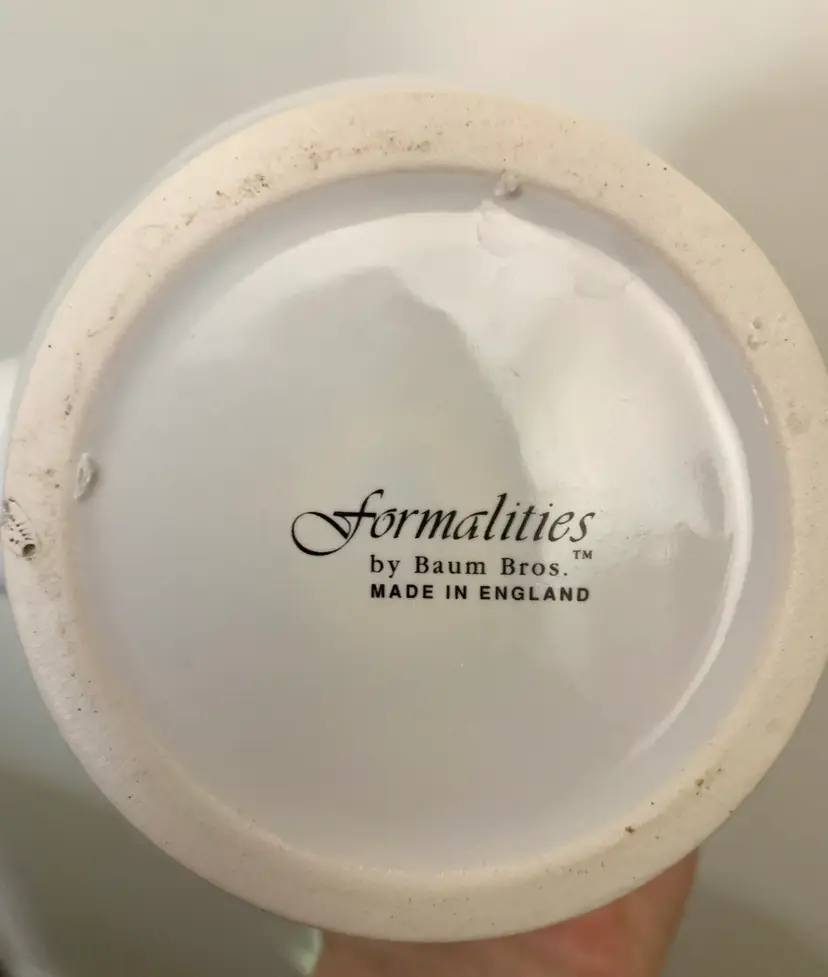 formalities
by Baum Bros.™
MADE IN ENGLAND